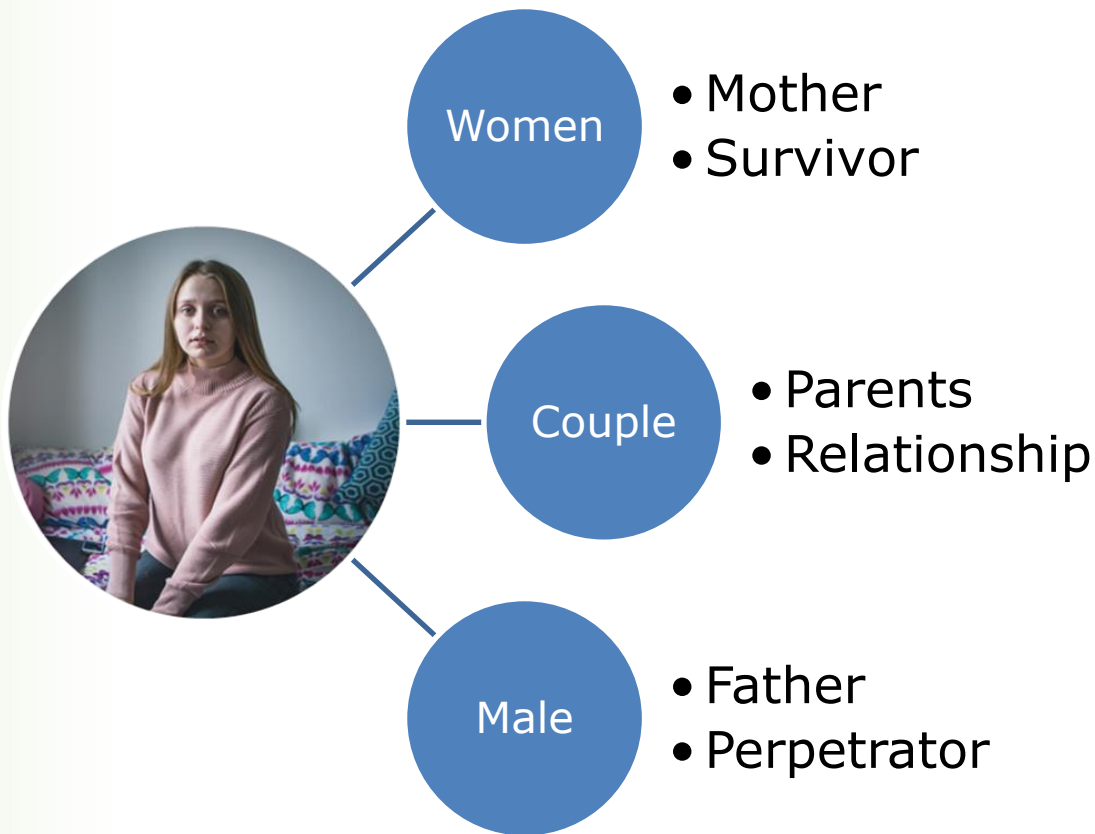 Women
• Mother
• Survivor
Couple
• Parents
• Relationship
Male
• Father
• Perpetrator